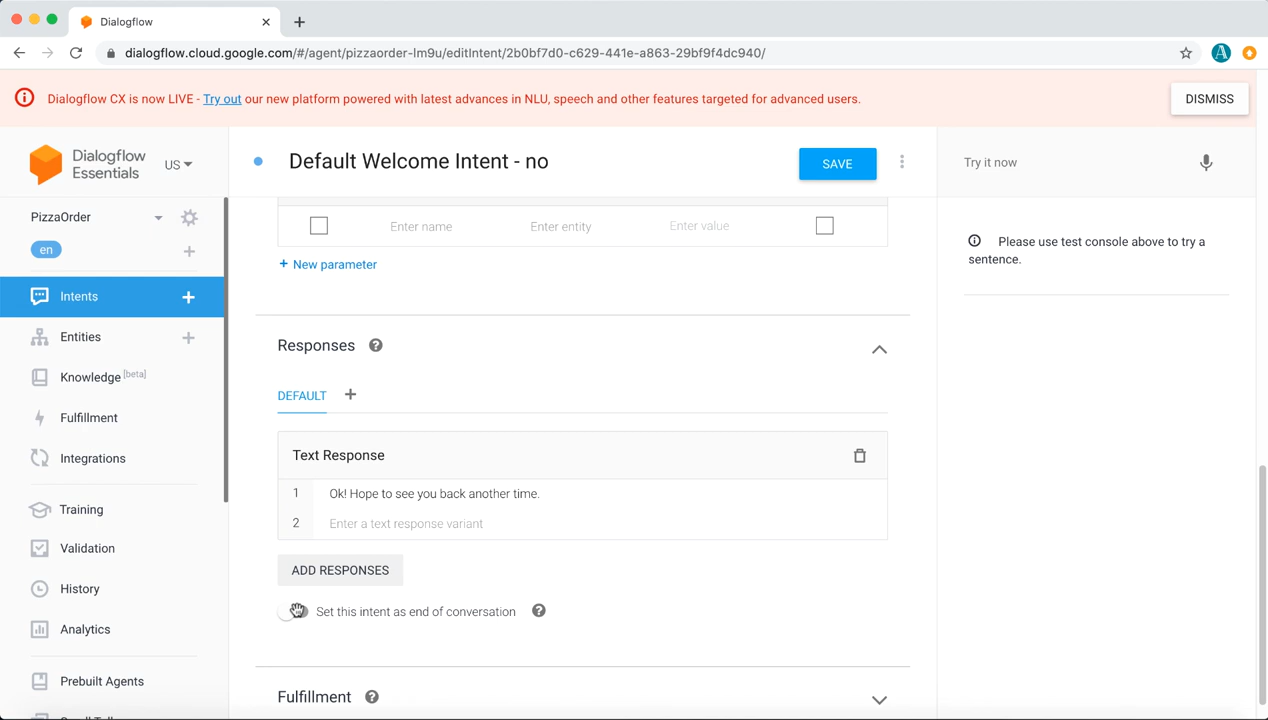 Dialogflow
dialogflow.cloud.google.com/#/agent/pizzaorder-lm9u/editIntent/2b0bf7d0-c629-441e-a863-29bf9f4dc940/
A
Dialogflow CX is now LIVE - Try out our new platform powered with latest advances in NLU, speech and other features targeted for advanced users.
DISMISS
Dialogflow
Essentials
US
Default Welcome Intent - no
SAVE
Try it now
PizzaOrder
en
Intents
Entities
Knowledge [beta]
Fulfillment
Integrations
Training
Validation
History
Analytics
Prebuilt Agents
Enter name
Enter entity
Enter value
+ New parameter
Responses
DEFAULT
Text Response
1 Ok! Hope to see you back another time.
2 Enter a text response variant
ADD RESPONSES
Set this intent as end of conversation
Fulfillment
Please use test console above to try a
sentence.